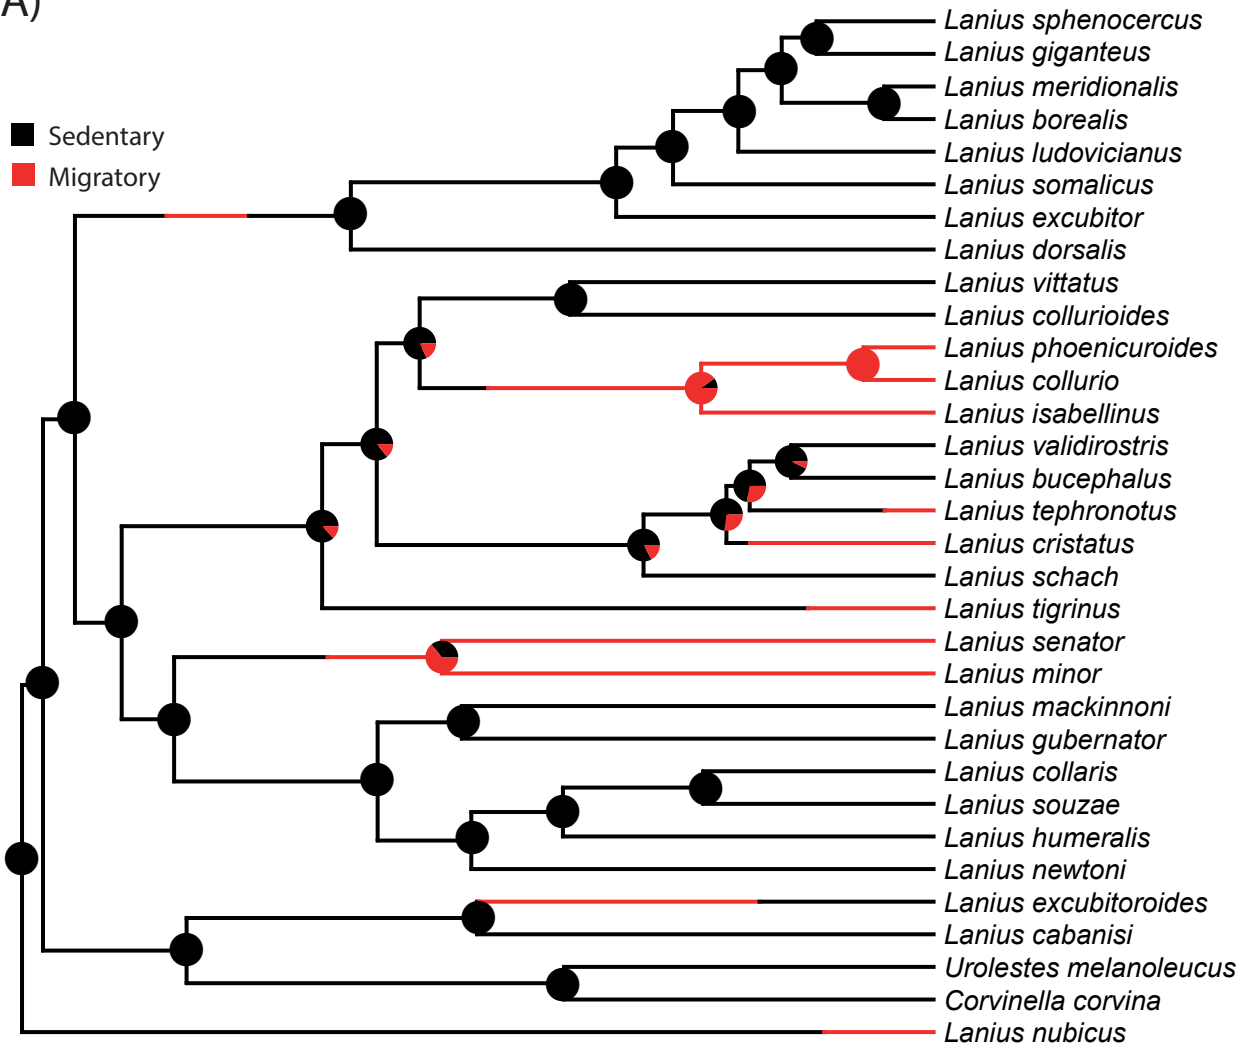 A)
Sedentary
Migratory
Lanius sphenocercus
Lanius giganteus
Lanius meridionalis
Lanius borealis
Lanius ludovicianus
Lanius somalicus
Lanius excubitor
Lanius dorsalis
Lanius vittatus
Lanius collurioides
Lanius phoenicuroides
Lanius collurio
Lanius isabellinus
Lanius validirostris
Lanius bucephalus
Lanius tephronotus
Lanius cristatus
Lanius schach
Lanius tigrinus
Lanius senator
Lanius minor
Lanius mackinnoni
Lanius gubernator
Lanius collaris
Lanius souzae
Lanius humeralis
Lanius newtoni
Lanius excubitoroides
Lanius cabanisi
Urolestes melanoleucus
Corvinella corvina
Lanius nubicus